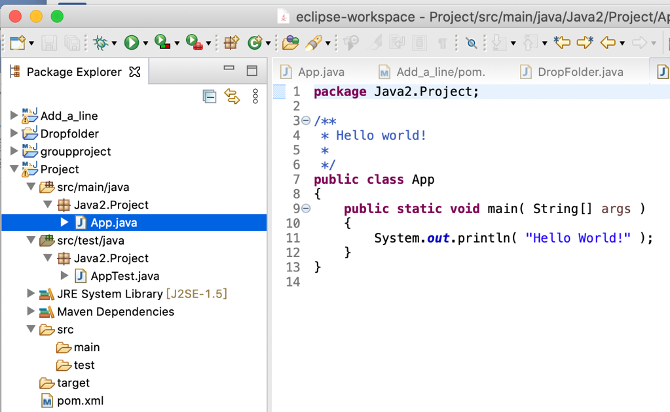 eclipse-workspace - Project/src/main/java/Java2/Project/Ap
Package Explorer
Add_a_line
Dropfolder
groupproject
Project
src/main/java
Java2.Project
App.java
src/test/java
Java2.Project
AppTest.java
JRE System Library [J2SE-1.5]
Maven Dependencies
src
main
test
target
pom.xml
App.java Add_a_line/pom. DropFolder.java
1 package Java2.Project;
2
3 /**
4 * Hello world!
5 *
6 */
7 public class App
8 {
9 public static void main( String[] args )
10 {
11 System.out.println( "Hello World!" );
12 }
13 }
14